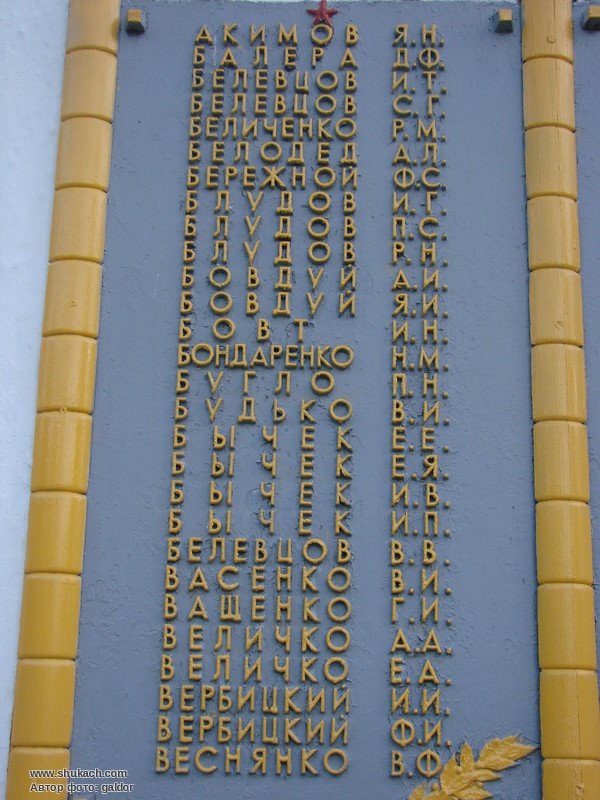 АКИМОВ Я.Н.
БАЛЕРА Д.Ф.
БЕЛЕВЦОВ И.Т.
БЕЛЕВЦОВ С.Г.
БЕЛИЧЕНКО Р.М.
БЕЛОДЕД А.Л.
БЕРЕЖНОЙ Ф.С.
БЛУДОВ И.Г.
БЛУДОВ П.С.
БЛУДОВ Р.Н.
БОВДУЙ А.И.
БОВДУЙ Я.И.
БОВТ И.Н.
БОНДАРЕНКО Н.М.
БУГЛО П.Н.
БУДЬКО В.И.
БЫЧЕК Е.Е.
БЫЧЕК Е.Я.
БЫЧЕК И.В.
БЫЧЕК И.П.
БЕЛЕВЦОВ В.В.
ВАСЕНКО В.И.
ВАЩЕНКО Г.И.
ВЕЛИЧКО А.А.
ВЕЛИЧКО Е.А.
ВЕРБИЦКИЙ И.И.
ВЕРБИЦКИЙ Ф.И.
ВЕСНЯНКО В.Ф.
www.shukach.com
Автор фото: galdor